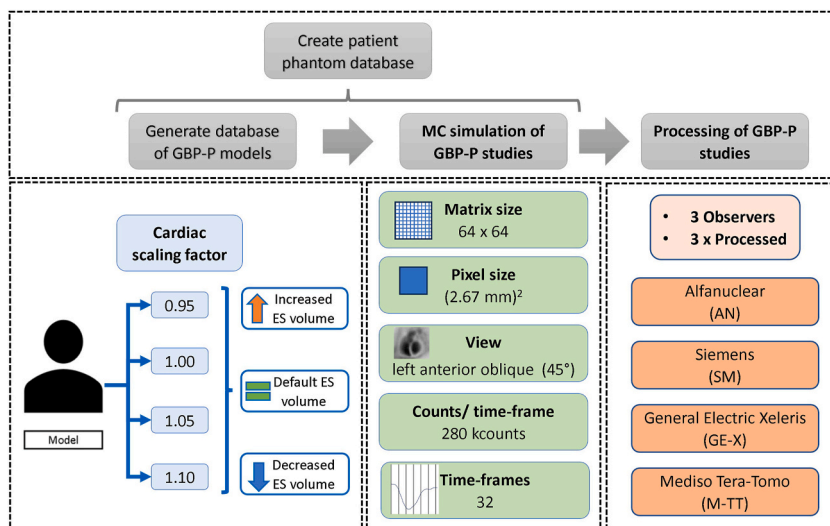 Create patient
phantom database
Generate database
of GBP-P models
MC simulation of
GBP-P studies
Processing of GBP-P
studies
Cardiac
scaling factor
0.95
1.00
1.05
1.10
Model
Increased
ES volume
Default ES
volume
Decreased
ES volume
Matrix size
64 x 64
Pixel size
(2.67 mm)²
View
left anterior oblique (45°)
Counts/ time-frame
280 kcounts
Time-frames
32
• 3 Observers
• 3 x Processed
Alfanuclear
(AN)
Siemens
(SM)
General Electric Xeleris
(GE-X)
Mediso Tera-Tomo
(M-TT)